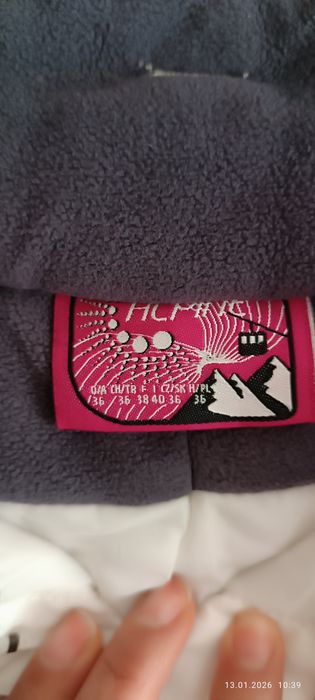 ALPINE
D/A CH/TR F I CZ/SK H/PL
36 /36 38 40 36 36
13.01.2026 10:39